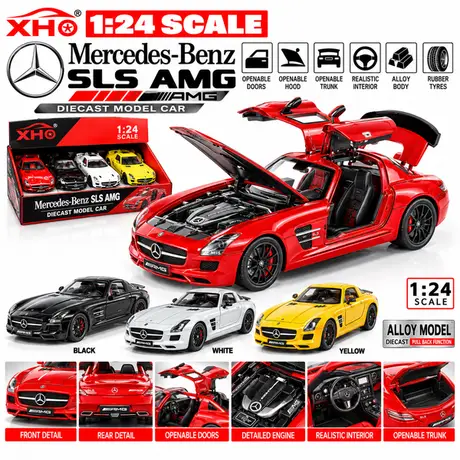 XHO® 1:24 SCALE
Mercedes-Benz
SLS AMG
AMG
DIECAST MODEL CAR
OPENABLE DOORS
OPENABLE HOOD
OPENABLE TRUNK
REALISTIC INTERIOR
ALLOY BODY
RUBBER TYRES
XHO
1:24
SCALE
Mercedes-Benz SLS AMG
DIECAST MODEL CAR
1:24
SCALE
ALLOY MODEL
DIECAST PULL BACK FUNCTION
BLACK
WHITE
YELLOW
FRONT DETAIL
REAR DETAIL
OPENABLE DOORS
DETAILED ENGINE
REALISTIC INTERIOR
OPENABLE TRUNK